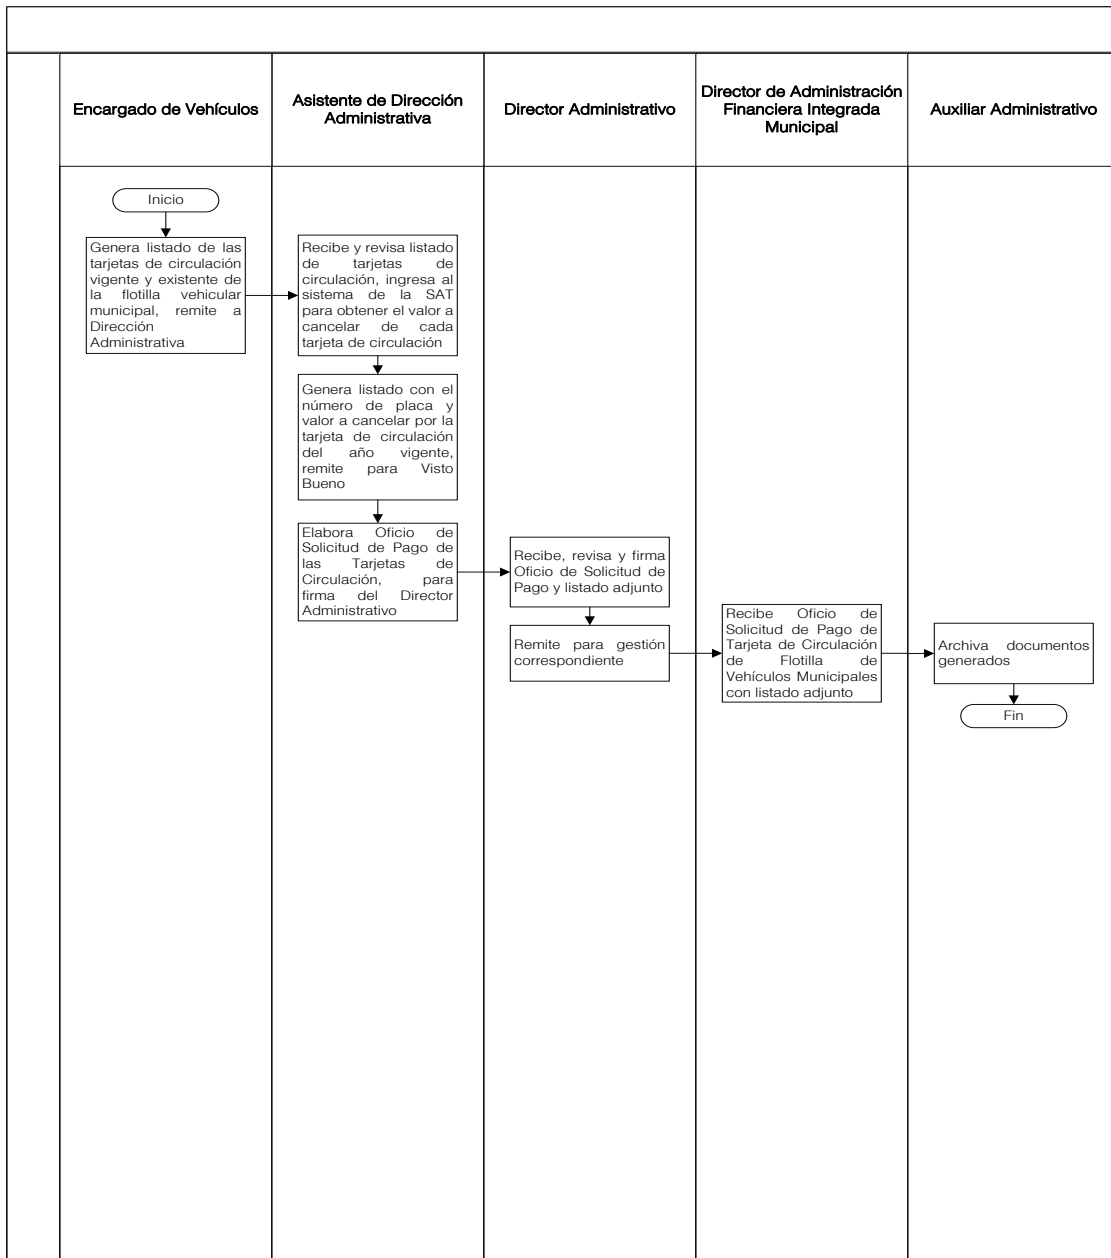 Encargado de Vehículos
Asistente de Dirección
Administrativa
Director Administrativo
Director de Administración
Financiera Integrada
Municipal
Auxiliar Administrativo
Inicio
Genera listado de las
tarjetas de circulación
vigente y existente de
la flotilla vehicular
municipal, remite a
Dirección
Administrativa
Recibe y revisa listado
de tarjetas de
circulación, ingresa al
sistema de la SAT
para obtener el valor a
cancelar de cada
tarjeta de circulación
Genera listado con el
número de placa y
valor a cancelar por la
tarjeta de circulación
del año vigente,
remite para Visto
Bueno
Elabora Oficio de
Solicitud de Pago de
las Tarjetas de
Circulación, para
firma del Director
Administrativo
Recibe, revisa y firma
Oficio de Solicitud de
Pago y listado adjunto
Remite para gestión
correspondiente
Recibe Oficio de
Solicitud de Pago de
Tarjeta de Circulación
de Flotilla de
Vehículos Municipales
con listado adjunto
Archiva documentos
generados
Fin